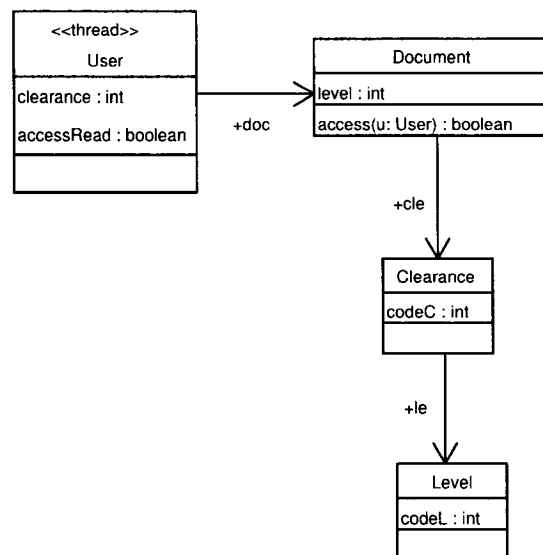 <<thread>>
User
clearance : int
accessRead : boolean
+doc
Document
level : int
access(u: User) : boolean
+cle
Clearance
codeC : int
+le
Level
codeL : int